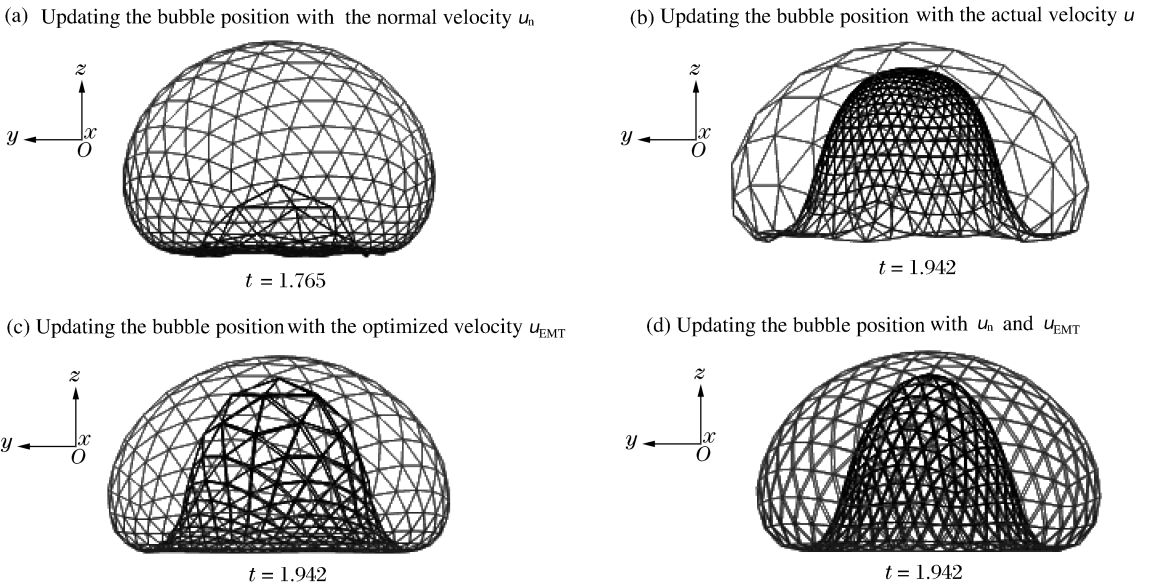 (a) Updating the bubble position with the normal velocity uₙ
(b) Updating the bubble position with the actual velocity u
z
y
x
O
z
y
x
O
t = 1.765
t = 1.942
(c) Updating the bubble position with the optimized velocity u_EMT
(d) Updating the bubble position with uₙ and u_EMT
z
y
x
O
z
y
x
O
t = 1.942
t = 1.942